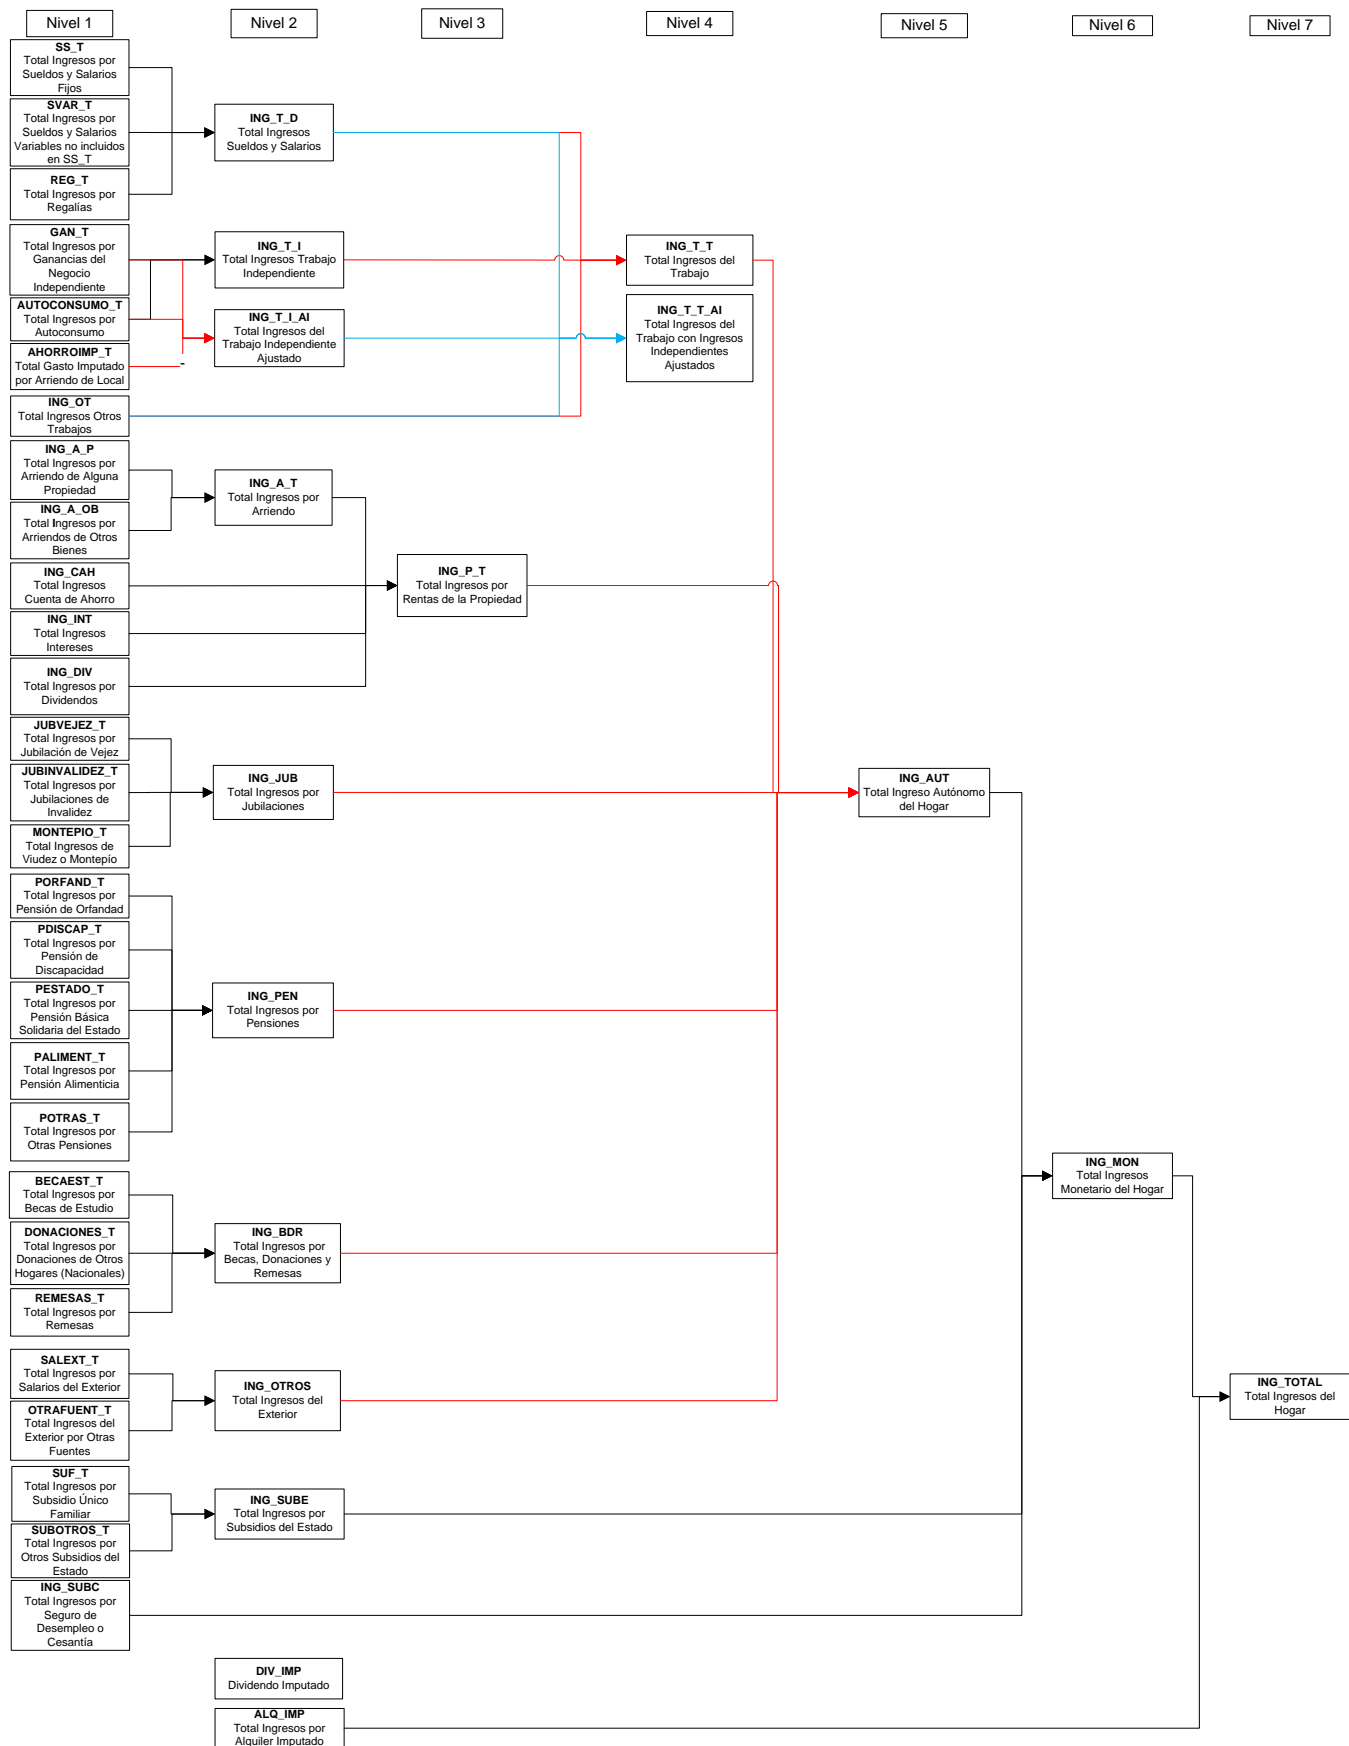 Nivel 1
Nivel 2
Nivel 3
Nivel 4
Nivel 5
Nivel 6
Nivel 7
SS_T
Total Ingresos por
Sueldos y Salarios
Fijos
SVAR_T
Total Ingresos por
Sueldos y Salarios
Variables no incluidos
en SS_T
REG_T
Total Ingresos por
Regalías
GAN_T
Total Ingresos por
Ganancias del
Negocio
Independiente
AUTOCONSUMO_T
Total Ingresos por
Autoconsumo
AHORROIMP_T
Total Gasto Imputado
por Arriendo de Local
ING_OT
Total Ingresos Otros
Trabajos
ING_A_P
Total Ingresos por
Arriendo de Alguna
Propiedad
ING_A_OB
Total Ingresos por
Arriendos de Otros
Bienes
ING_CAH
Total Ingresos
Cuenta de Ahorro
ING_INT
Total Ingresos
Intereses
ING_DIV
Total Ingresos por
Dividendos
JUBVEJEZ_T
Total Ingresos por
Jubilación de Vejez
JUBINVALIDEZ_T
Total Ingresos por
Jubilaciones de
Invalidez
MONTEPIO_T
Total Ingresos de
Viudez o Montepío
PORFAND_T
Total Ingresos por
Pensión de Orfandad
PDISCAP_T
Total Ingresos por
Pensión de
Discapacidad
PESTADO_T
Total Ingresos por
Pensión Básica
Solidaria del Estado
PALIMENT_T
Total Ingresos por
Pensión Alimenticia
POTRAS_T
Total Ingresos por
Otras Pensiones
BECAEST_T
Total Ingresos por
Becas de Estudio
DONACIONES_T
Total Ingresos por
Donaciones de Otros
Hogares (Nacionales)
REMESAS_T
Total Ingresos por
Remesas
SALEXT_T
Total Ingresos por
Salarios del Exterior
OTRAFUENT_T
Total Ingresos del
Exterior por Otras
Fuentes
SUF_T
Total Ingresos por
Subsidio Único
Familiar
SUBOTROS_T
Total Ingresos por
Otros Subsidios del
Estado
ING_SUBC
Total Ingresos por
Seguro de
Desempleo o
Cesantía
ING_T_D
Total Ingresos
Sueldos y Salarios
ING_T_I
Total Ingresos Trabajo
Independiente
ING_T_I_AI
Total Ingresos del
Trabajo Independiente
Ajustado
-
ING_A_T
Total Ingresos por
Arriendo
ING_JUB
Total Ingresos por
Jubilaciones
ING_PEN
Total Ingresos por
Pensiones
ING_BDR
Total Ingresos por
Becas, Donaciones y
Remesas
ING_OTROS
Total Ingresos del
Exterior
ING_SUBE
Total Ingresos por
Subsidios del Estado
DIV_IMP
Dividendo Imputado
ALQ_IMP
Total Ingresos por
Alquiler Imputado
ING_P_T
Total Ingresos por
Rentas de la Propiedad
ING_T_T
Total Ingresos del
Trabajo
ING_T_T_AI
Total Ingresos del
Trabajo con Ingresos
Independientes
Ajustados
ING_AUT
Total Ingreso Autónomo
del Hogar
ING_MON
Total Ingresos
Monetario del Hogar
ING_TOTAL
Total Ingresos del
Hogar